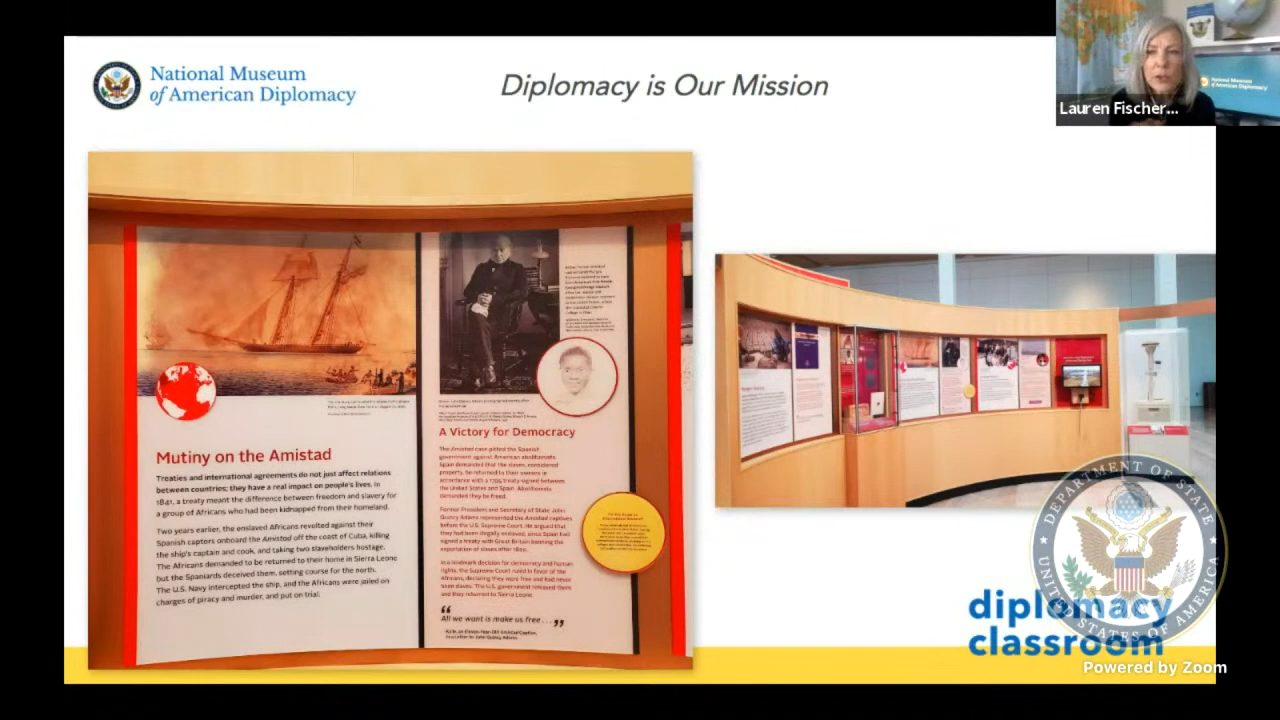 National Museum
of American Diplomacy
Diplomacy is Our Mission
Lauren Fischer...
Mutiny on the Amistad
Treaties and international agreements do not just affect relations
between countries; they have a real impact on people's lives. In
1841, a treaty meant the difference between freedom and slavery for
a group of Africans who had been kidnapped from their homeland.
Two years earlier, the enslaved Africans revolted against their
Spanish captors onboard the Amistad off the coast of Cuba, killing
the ship's captain and cook, and taking two slaveholders hostage.
The Africans demanded to be returned to their home in Sierra Leone
but the Spaniards deceived them, setting course for the north.
The U.S. Navy intercepted the ship, and the Africans were jailed on
charges of piracy and murder, and put on trial.
A Victory for Democracy
The Amistad case pitted the Spanish
government against American abolitionists.
Spain demanded that the slaves, considered
property, be returned to their owners in
accordance with a 1795 treaty signed between
the United States and Spain. Abolitionists
demanded they be freed.
Former President and Secretary of State John
Quincy Adams represented the Amistad captives
before the U.S. Supreme Court. He argued that
they had been illegally enslaved, since Spain had
signed a treaty with Great Britain banning the
exportation of slaves after 1820.
In a landmark decision for democracy and human
rights, the Supreme Court ruled in favor of the
Africans, declaring they were free and had never
been slaves. The U.S. government released them
and they returned to Sierra Leone.
“
All we want is make us free . . . ”
Kale, an Eleven-Year-Old Amistad Captive,
in a Letter to John Quincy Adams
DEPARTMENT OF STATE
UNITED STATES OF AMERICA
diplomacy
classroom
Powered by Zoom